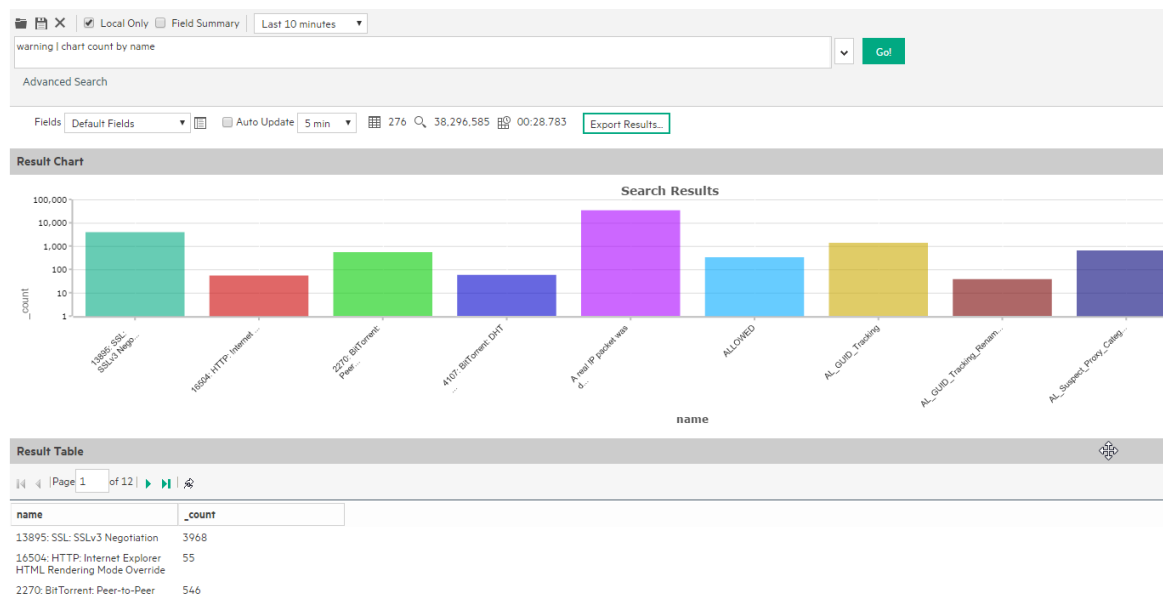 Local Only Field Summary Last 10 minutes
warning | chart count by name
Go!
Advanced Search
Fields Default Fields Auto Update 5 min 276 38,296,585 00:28.783 Export Results...
Result Chart
Search Results
100,000
10,000
1,000
100
10
1
_count
13895: SSL:
SSLv3 Nego...
16504: HTTP: Internet ...
2270: BitTorrent:
Peer...
4107: BitTorrent: DHT
...
A real IP packet was
d...
ALLOWED
AL_GUID_Tracking
AL_GUID_Tracking_Renam...
AL_Suspect_Proxy_Categ...
name
Result Table
Page 1 of 12
name _count
13895: SSL: SSLv3 Negotiation 3968
16504: HTTP: Internet Explorer 55
HTML Rendering Mode Override
2270: BitTorrent: Peer-to-Peer 546